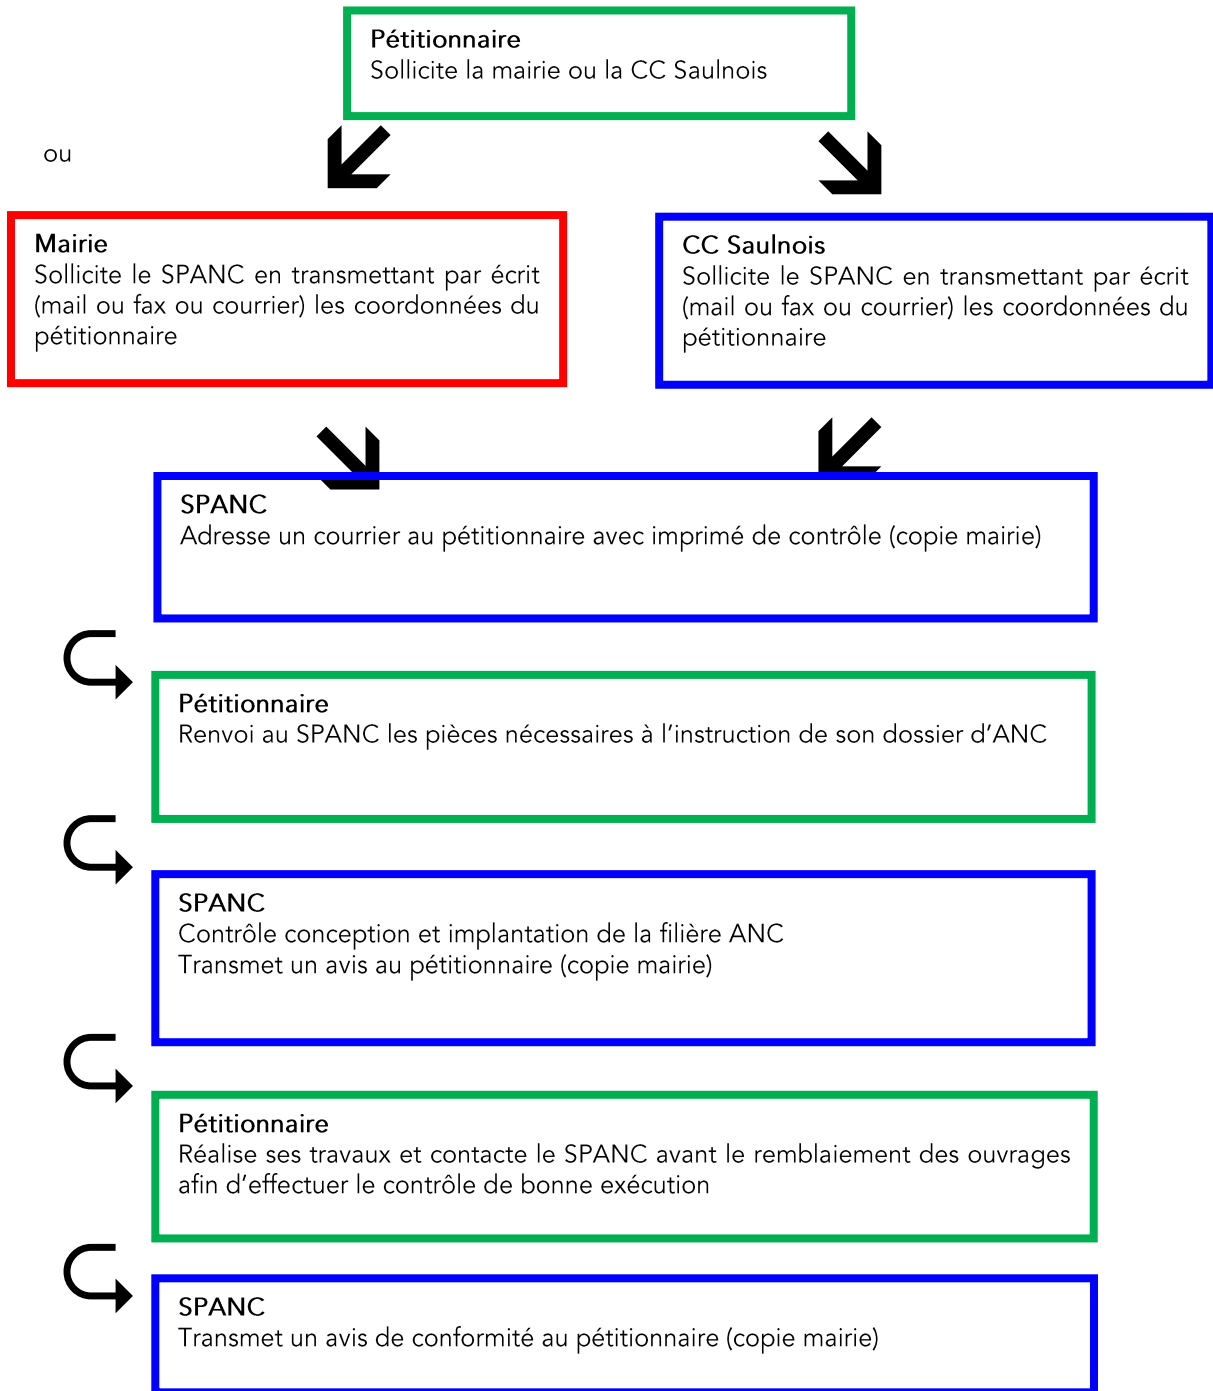 Pétitionnaire
Sollicite la mairie ou la CC Saulnois
ou
Mairie
Sollicite le SPANC en transmettant par écrit
(mail ou fax ou courrier) les coordonnées du
pétitionnaire
CC Saulnois
Sollicite le SPANC en transmettant par écrit
(mail ou fax ou courrier) les coordonnées du
pétitionnaire
SPANC
Adresse un courrier au pétitionnaire avec imprimé de contrôle (copie mairie)
Pétitionnaire
Renvoi au SPANC les pièces nécessaires à l’instruction de son dossier d’ANC
SPANC
Contrôle conception et implantation de la filière ANC
Transmet un avis au pétitionnaire (copie mairie)
Pétitionnaire
Réalise ses travaux et contacte le SPANC avant le remblaiement des ouvrages
afin d’effectuer le contrôle de bonne exécution
SPANC
Transmet un avis de conformité au pétitionnaire (copie mairie)